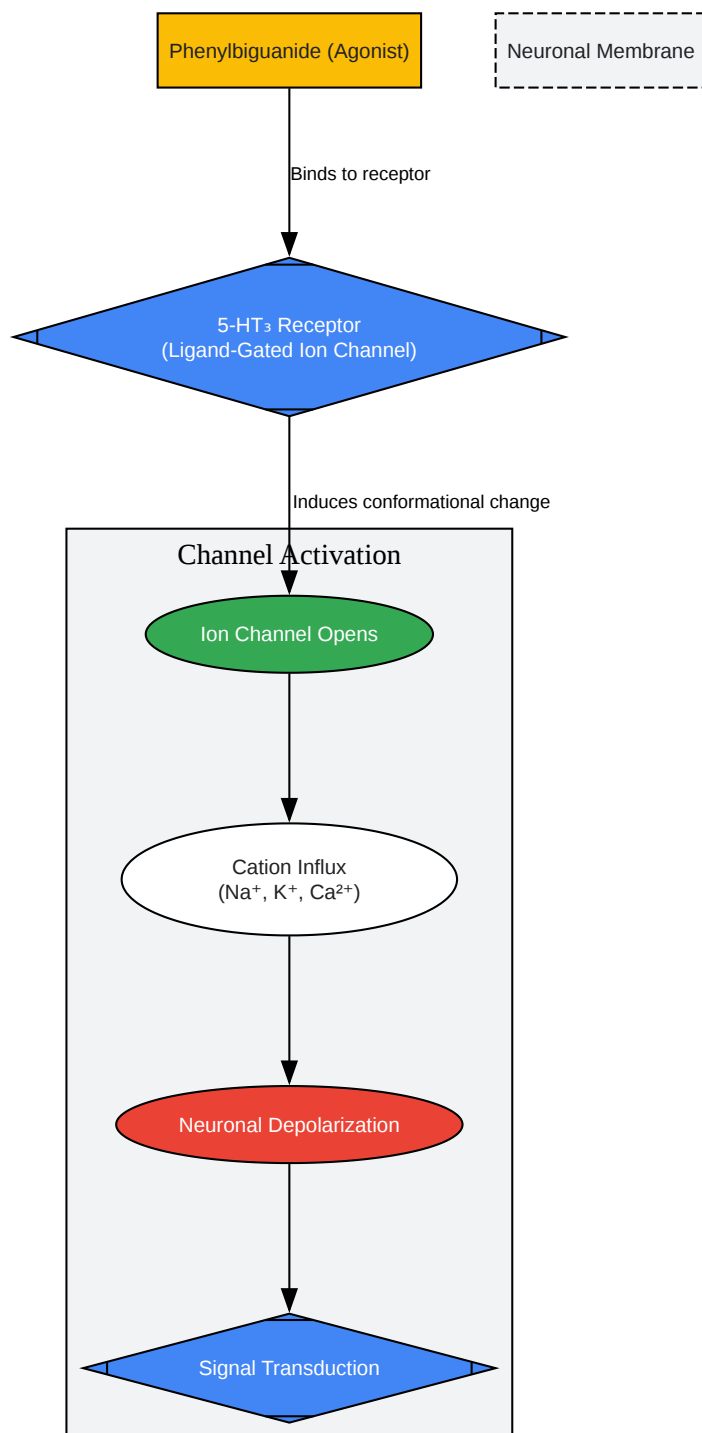 Phenylbiguanide (Agonist)
Neuronal Membrane
Binds to receptor
5-HT₃ Receptor
(Ligand-Gated Ion Channel)
Induces conformational change
Channel Activation
Ion Channel Opens
Cation Influx
(Na⁺, K⁺, Ca²⁺)
Neuronal Depolarization
Signal Transduction